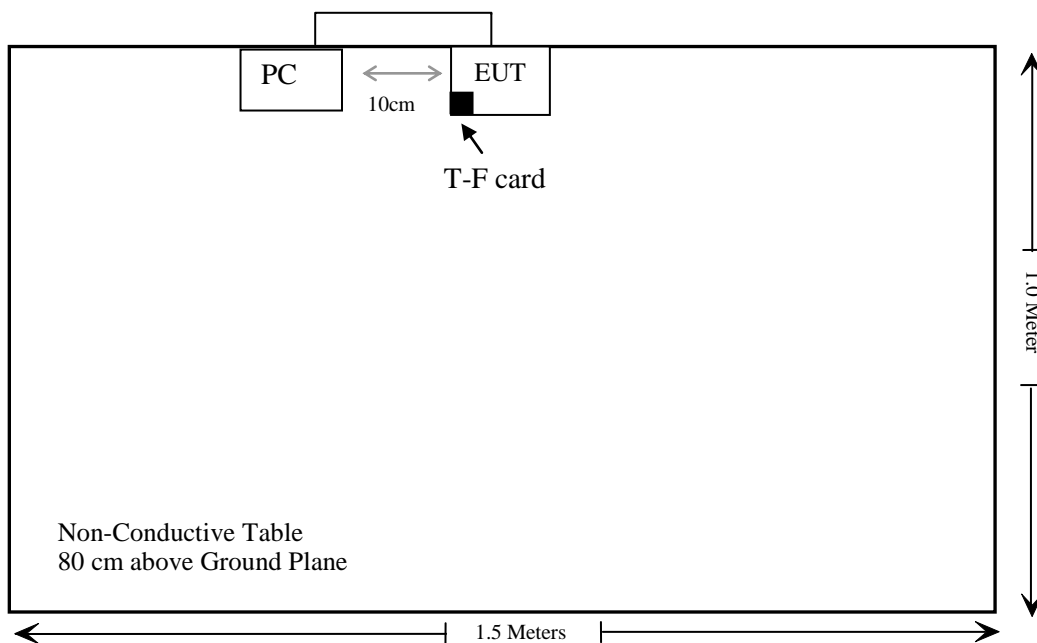 PC
EUT
10cm
T-F card
1.0 Meter
Non-Conductive Table
80 cm above Ground Plane
1.5 Meters